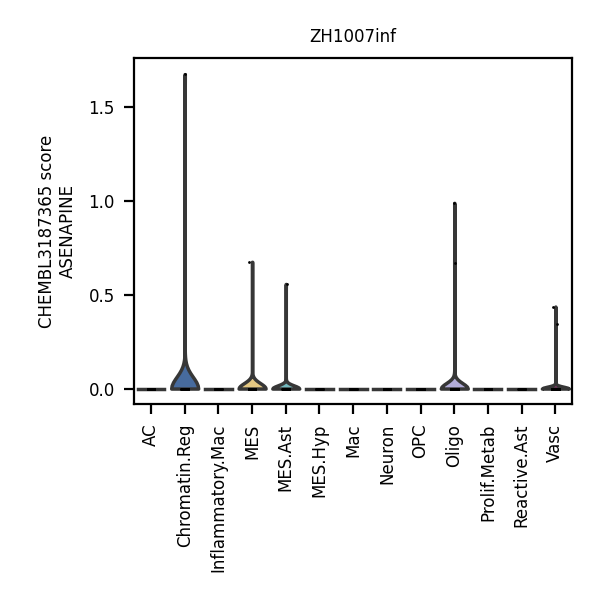 ZH1007inf
CHEMBL3187365 score
ASENAPINE
1.5
1.0
0.5
0.0
AC
Chromatin.Reg
Inflammatory.Mac
MES
MES.Ast
MES.Hyp
Mac
Neuron
OPC
Oligo
Prolif.Metab
Reactive.Ast
Vasc